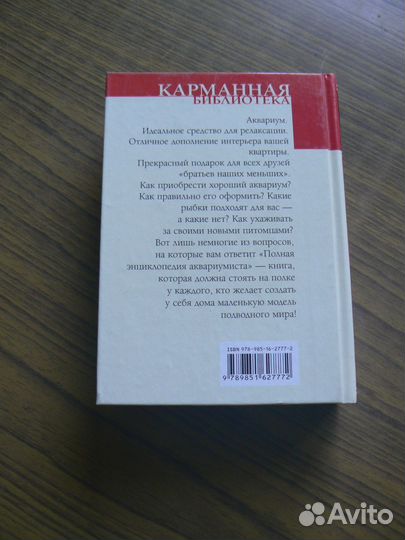 КАРМАННАЯ
БИБЛИОТЕКА
Аквариум.
Идеальное средство для релаксации.
Отличное дополнение интерьера вашей
квартиры.
Прекрасный подарок для всех друзей
«братьев наших меньших».
Как приобрести хороший аквариум?
Как правильно его оформить? Какие
рыбки подходят для вас —
а какие нет? Как ухаживать
за своими новыми питомцами?
Вот лишь немногие из вопросов,
на которые вам ответит «Полная
энциклопедия аквариумиста» — книга,
которая должна стоять на полке
у каждого, кто желает создать
у себя дома маленькую модель
подводного мира!
ISBN 978-985-16-2777-2
9 789851 627772
Avito